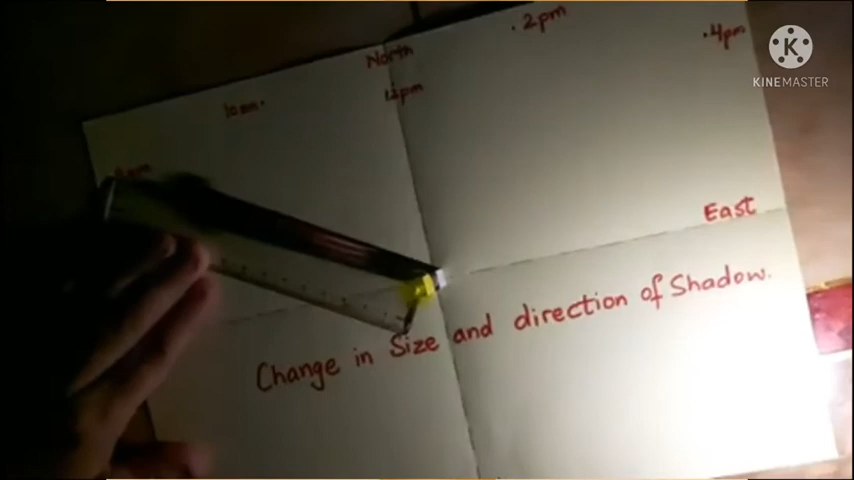 .2pm
.4pm
North
12pm
10am.
East
Change in Size and direction of Shadow.
KINEMASTER